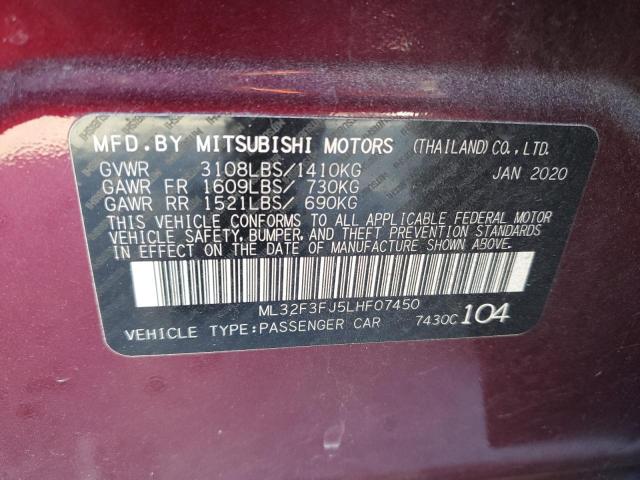 MFD.BY MITSUBISHI MOTORS (THAILAND)CO.,LTD.
GVWR 3108LBS/1410KG JAN 2020
GAWR FR 1609LBS/ 730KG
GAWR RR 1521LBS/ 690KG
THIS VEHICLE CONFORMS TO ALL APPLICABLE FEDERAL MOTOR
VEHICLE SAFETY, BUMPER, AND THEFT PREVENTION STANDARDS
IN EFFECT ON THE DATE OF MANUFACTURE SHOWN ABOVE.
ML32F3FJ5LHF07450
VEHICLE TYPE:PASSENGER CAR 7430C 104